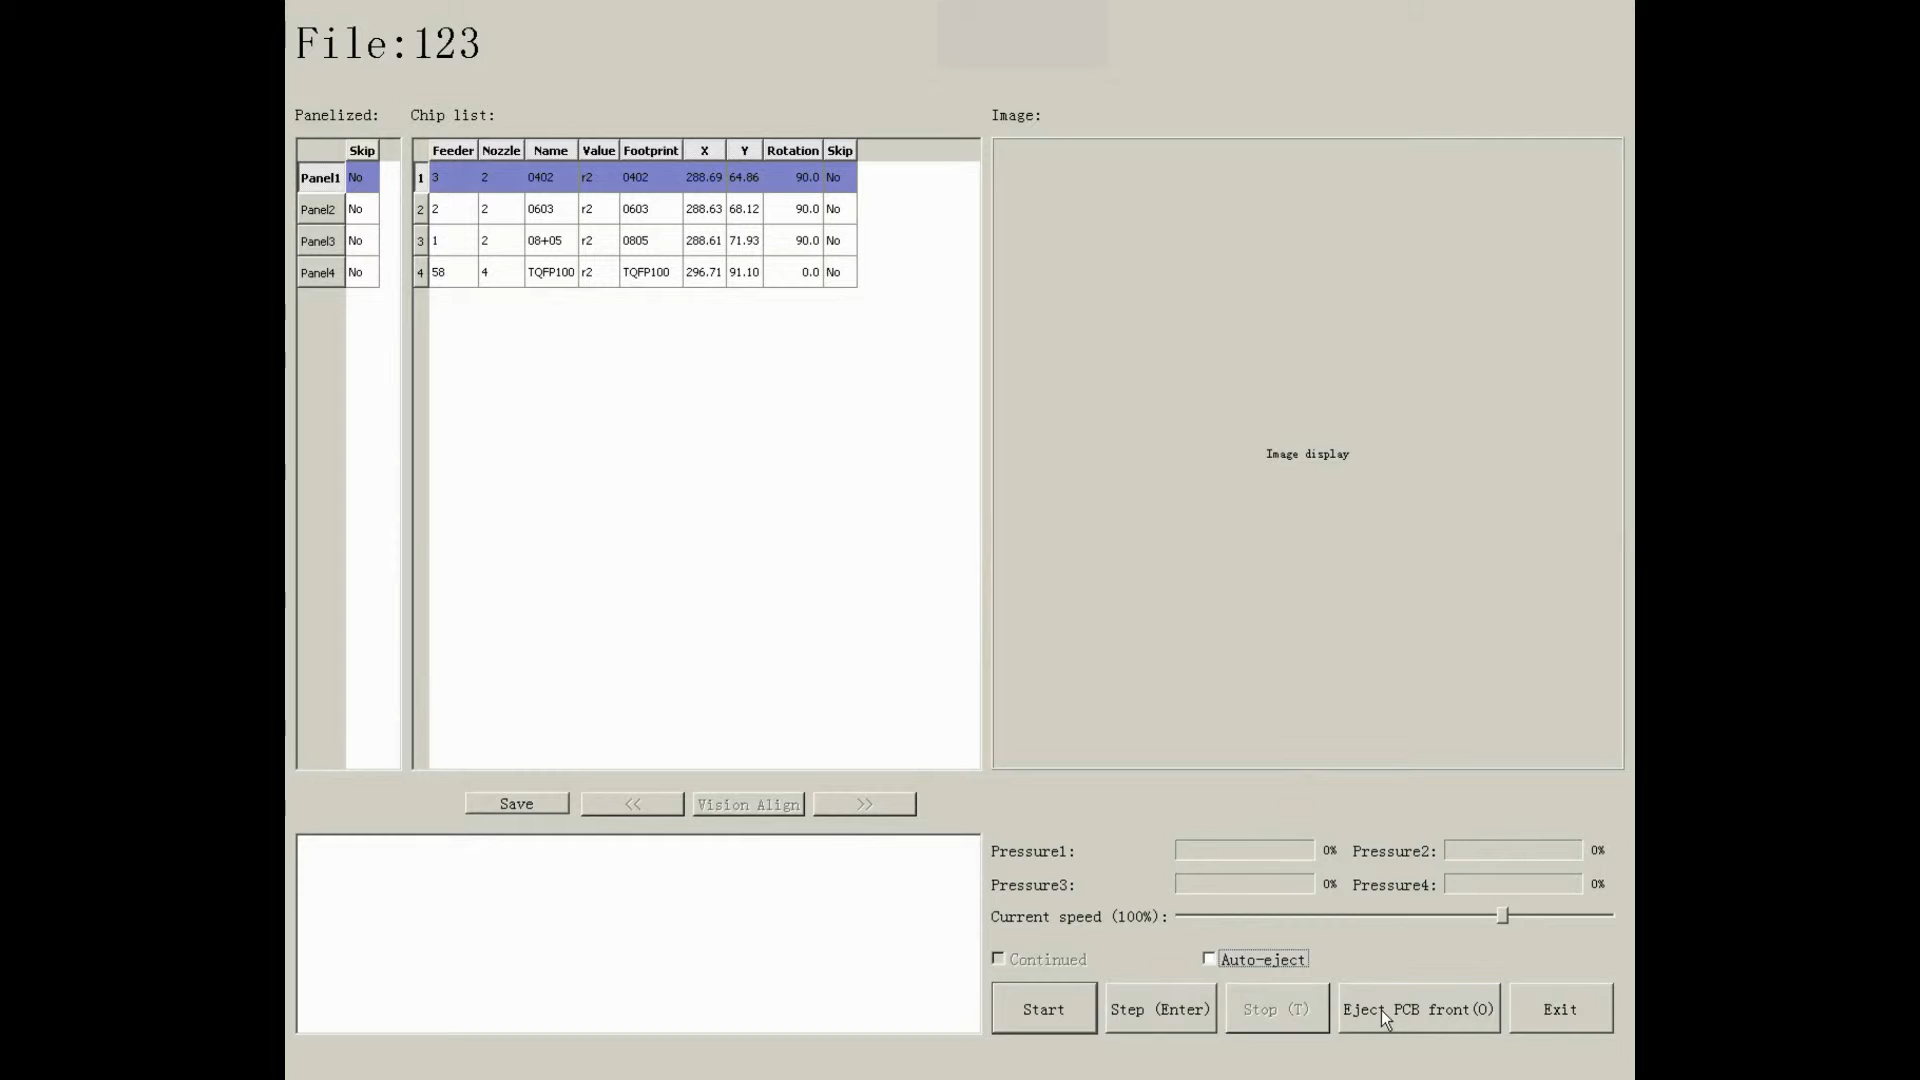 File:123
Panelized: Chip list: Image:
Skip
Panel1 No
Panel2 No
Panel3 No
Panel4 No
Feeder Nozzle Name Value Footprint X Y Rotation Skip
1 3 2 0402 r2 0402 288.69 64.86 90.0 No
2 2 2 0603 r2 0603 288.63 68.12 90.0 No
3 1 2 08+05 r2 0805 288.61 71.93 90.0 No
4 58 4 TQFP100 r2 TQFP100 296.71 91.10 0.0 No
Image display
Save << Vision Align >>
Pressure1: 0% Pressure2: 0%
Pressure3: 0% Pressure4: 0%
Current speed (100%):
Continued Auto-eject
Start Step (Enter) Stop (T) Eject PCB front(O) Exit